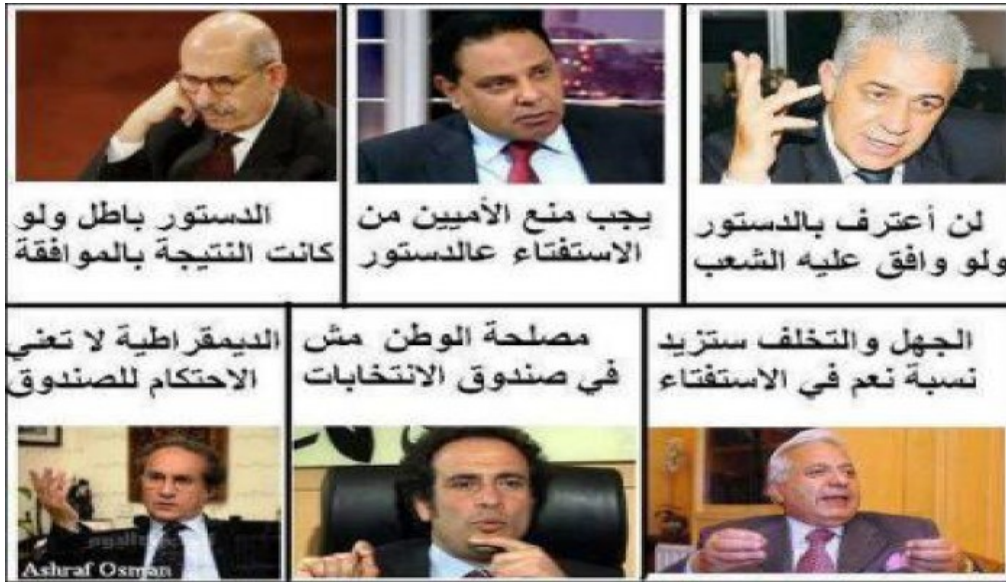 لن أعترف بالدستور
ولو وافق عليه الشعب
يجب منع الأميين من
الاستفتاء عالدستور
الدستور باطل ولو
كانت النتيجة بالموافقة
الجهل والتخلف ستزيد
نسبة نعم في الاستفتاء
مصلحة الوطن مش
في صندوق الانتخابات
الديمقراطية لا تعني
الاحتكام للصندوق
Ashraf Osman